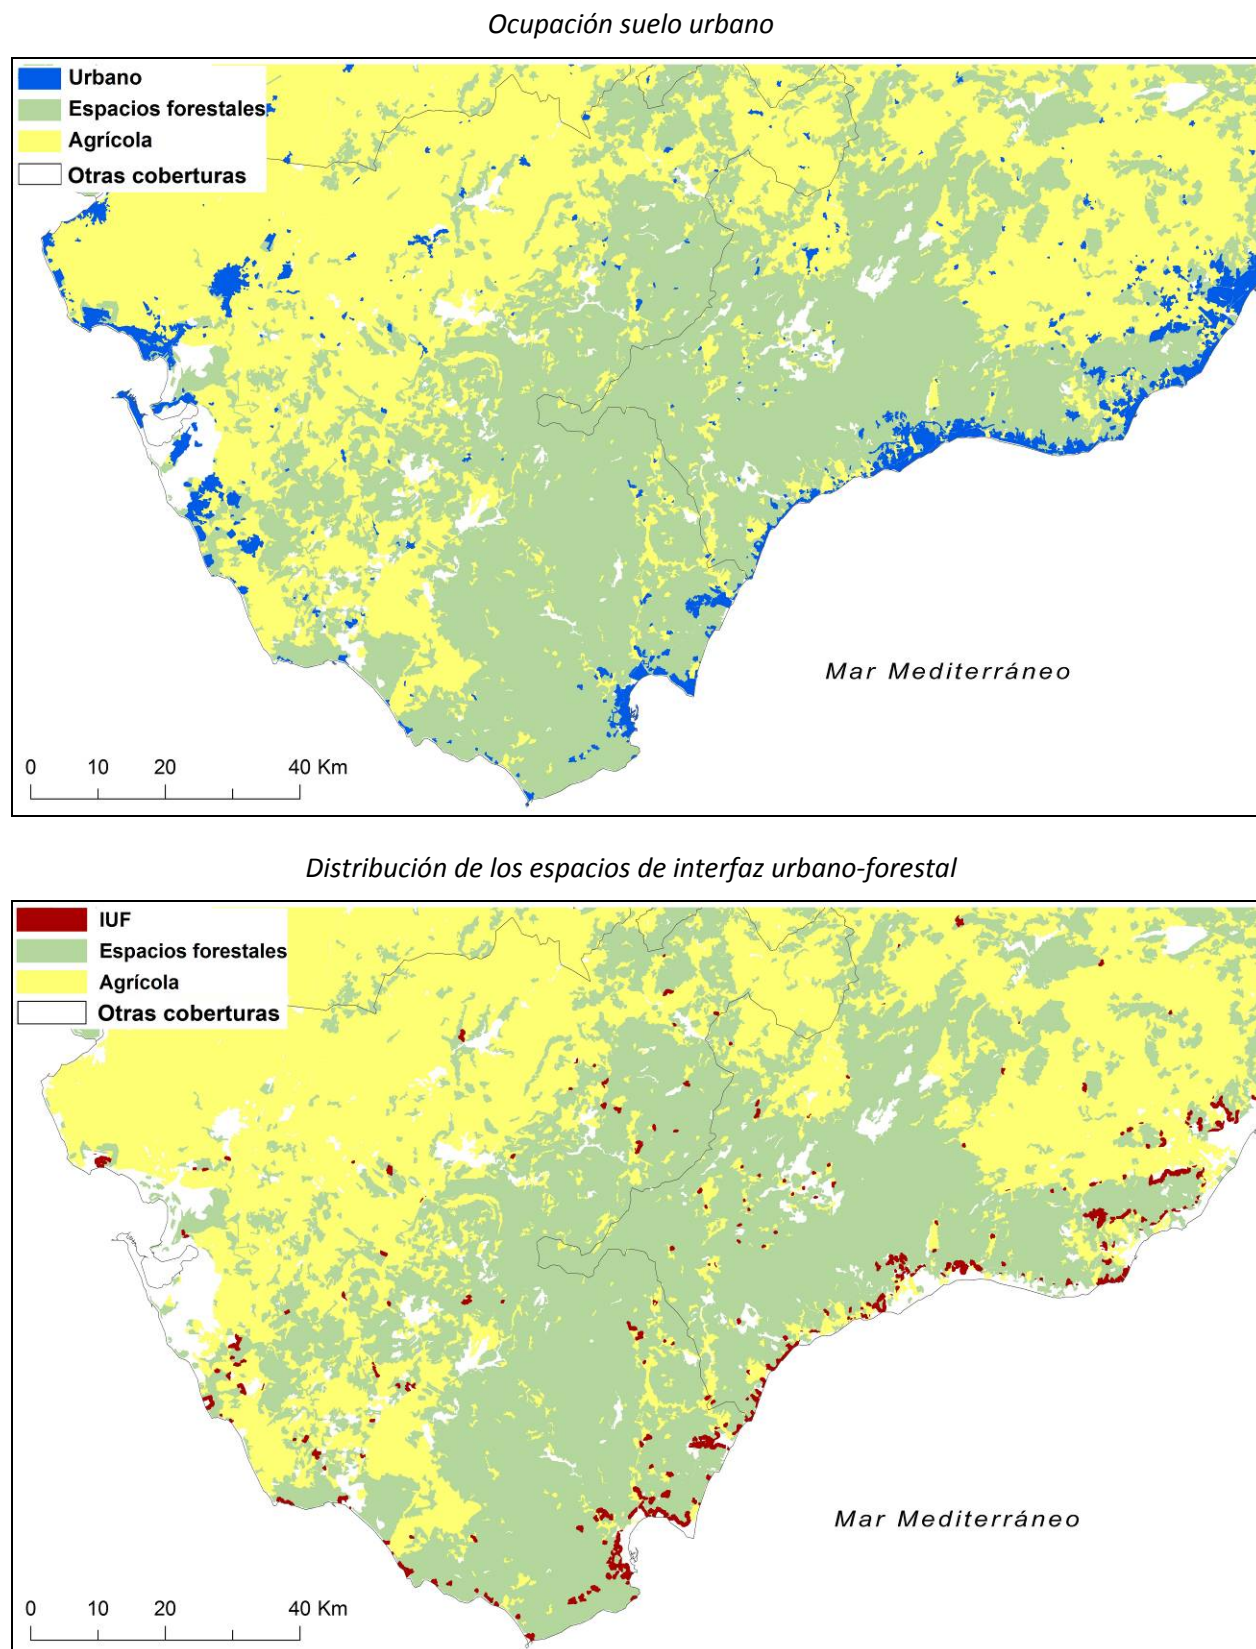 Ocupación suelo urbano
Urbano
Espacios forestales
Agrícola
Otras coberturas
Mar Mediterráneo
0 10 20 40 Km
Distribución de los espacios de interfaz urbano-forestal
IUF
Espacios forestales
Agrícola
Otras coberturas
Mar Mediterráneo
0 10 20 40 Km